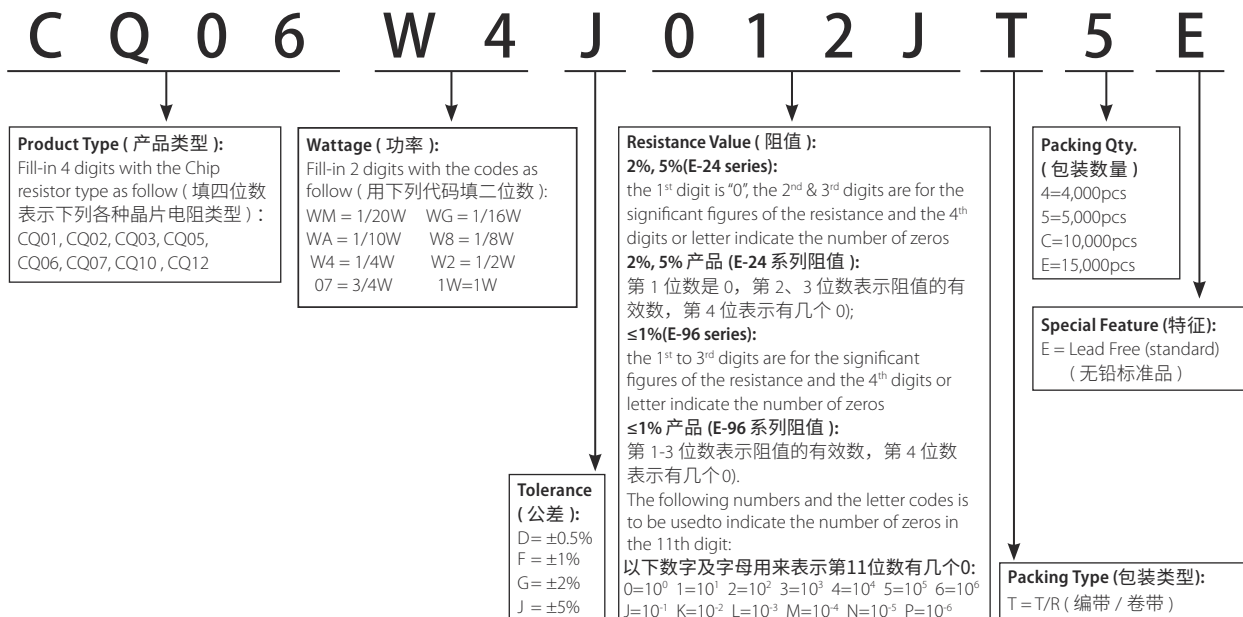 CQ06 W4 J 012J T 5 E
Product Type ( 产品类型 ):
Fill-in 4 digits with the Chip
resistor type as follow ( 填四位数
表示下列各种晶片电阻类型 ) :
CQ01, CQ02, CQ03, CQ05,
CQ06, CQ07, CQ10 , CQ12
Wattage ( 功率 ):
Fill-in 2 digits with the codes as
follow ( 用下列代码填二位数 ):
WM = 1/20W WG = 1/16W
WA = 1/10W W8 = 1/8W
W4 = 1/4W W2 = 1/2W
07 = 3/4W 1W=1W
Tolerance
( 公差 ):
D= ±0.5%
F = ±1%
G= ±2%
J = ±5%
Resistance Value ( 阻值 ):
2%, 5%(E-24 series):
the 1st digit is “0”, the 2nd & 3rd digits are for the
significant figures of the resistance and the 4th
digits or letter indicate the number of zeros
2%, 5% 产品 (E-24 系列阻值 ):
第 1 位数是 0，第 2、3 位数表示阻值的有
效数，第 4 位表示有几个 0);
≤1%(E-96 series):
the 1st to 3rd digits are for the significant
figures of the resistance and the 4th digits or
letter indicate the number of zeros
≤1% 产品 (E-96 系列阻值 ):
第 1-3 位数表示阻值的有效数，第 4 位数
表示有几个 0).
The following numbers and the letter codes is
to be usedto indicate the number of zeros in
the 11th digit:
以下数字及字母用来表示第11位数有几个0:
0=10⁰ 1=10¹ 2=10² 3=10³ 4=10⁴ 5=10⁵ 6=10⁶
J=10⁻¹ K=10⁻² L=10⁻³ M=10⁻⁴ N=10⁻⁵ P=10⁻⁶
Packing Type (包装类型):
T = T/R ( 编带 / 卷带 )
Packing Qty.
( 包装数量 )
4=4,000pcs
5=5,000pcs
C=10,000pcs
E=15,000pcs
Special Feature (特征):
E = Lead Free (standard)
( 无铅标准品 )